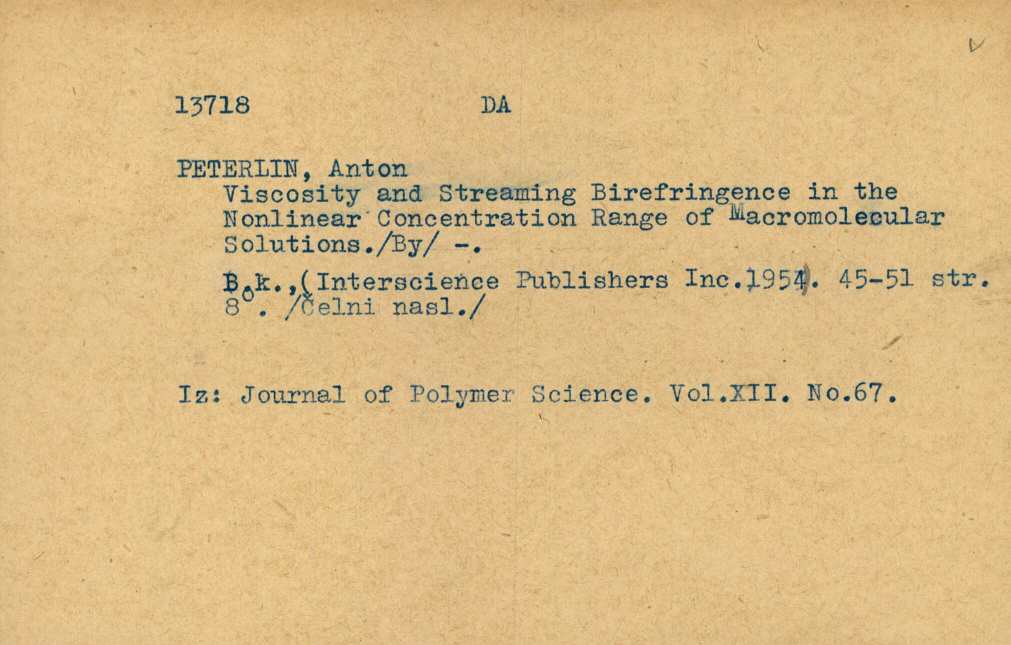 13718 DA
PETERLIN, Anton
Viscosity and Streaming Birefringence in the
Nonlinear Concentration Range of Macromolecular
Solutions./By/ -.
B.k.,(Interscience Publishers Inc.)1954). 45-51 str.
8°. /Čelni nasl./
Iz: Journal of Polymer Science. Vol.XII. No.67.